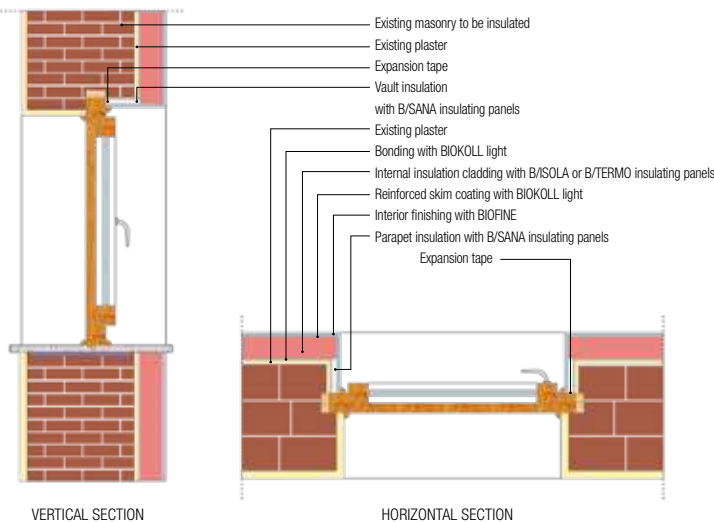 Existing masonry to be insulated
Existing plaster
Expansion tape
Vault insulation
with B/SANA insulating panels
Existing plaster
Bonding with BIOKOLL light
Internal insulation cladding with B/ISOLA or B/TERMO insulating panels
Reinforced skim coating with BIOKOLL light
Interior finishing with BIOFINE
Parapet insulation with B/SANA insulating panels
Expansion tape
VERTICAL SECTION
HORIZONTAL SECTION